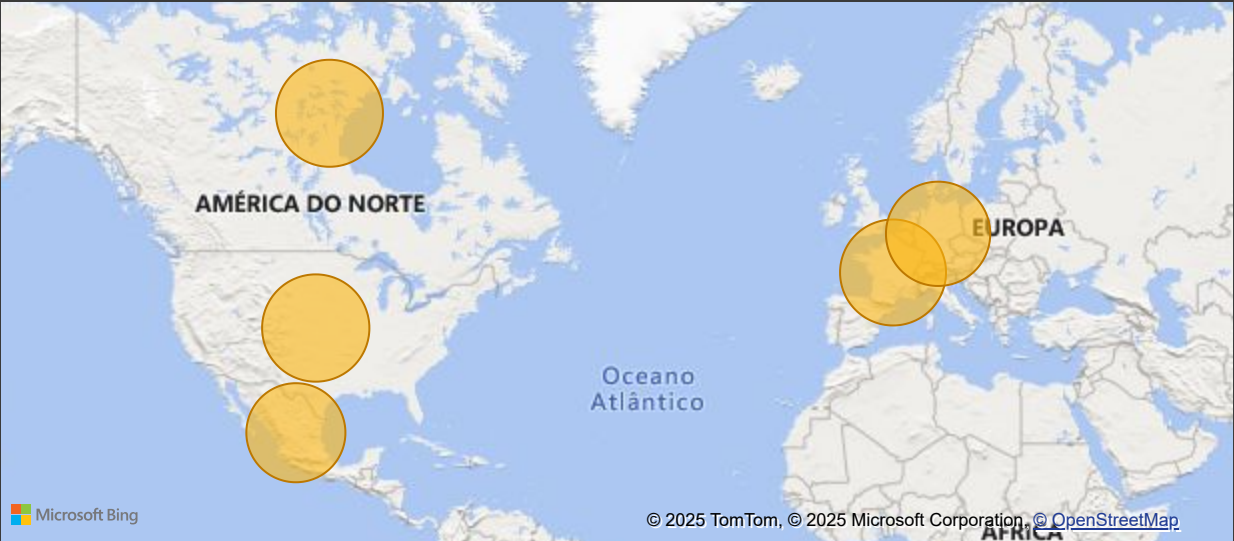 AMÉRICA DO NORTE
EUROPA
Oceano
Atlântico
Microsoft Bing
© 2025 TomTom, © 2025 Microsoft Corporation, © OpenStreetMap
ÁFRICA